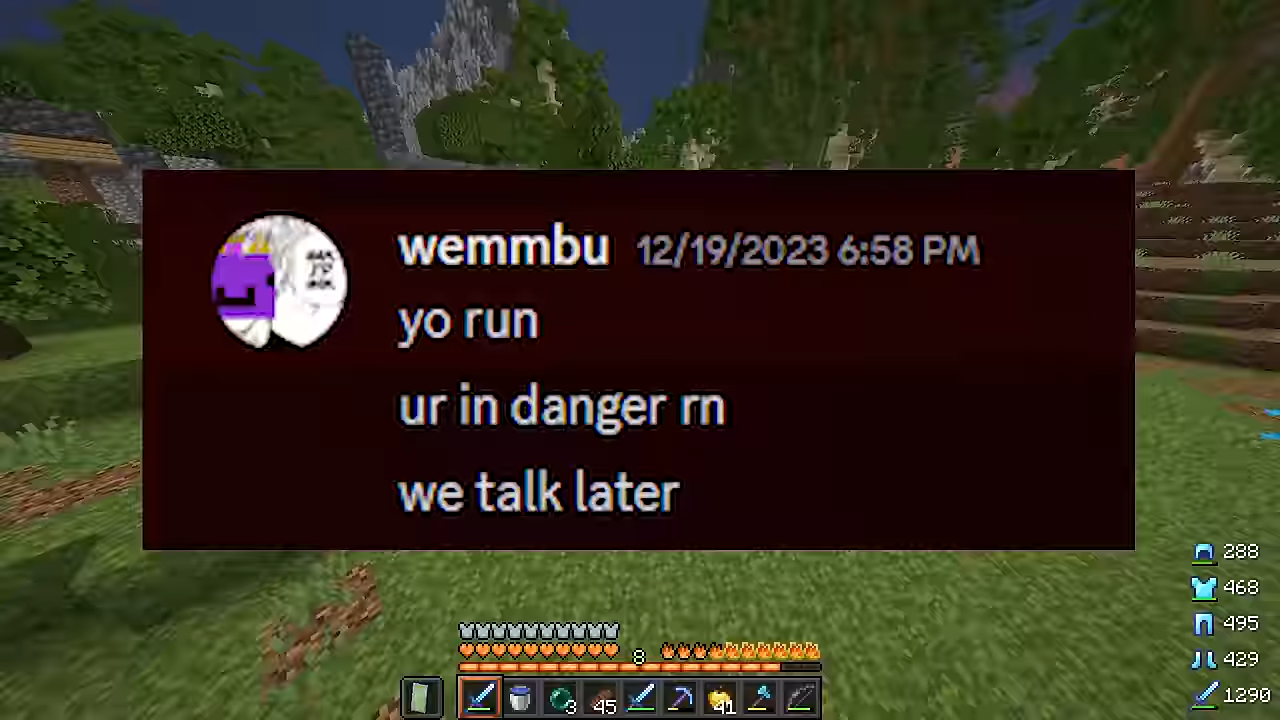 wemmbu 12/19/2023 6:58 PM
yo run
ur in danger rn
we talk later
288
468
495
429
8
3 45 41
1290